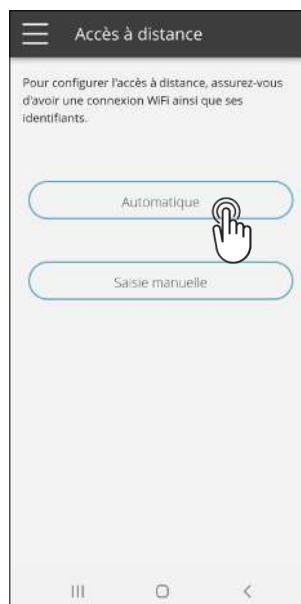 Accès à distance
Pour configurer l'accès à distance, assurez-vous
d'avoir une connexion WiFi ainsi que ses
identifiants.
Automatique
Saisie manuelle